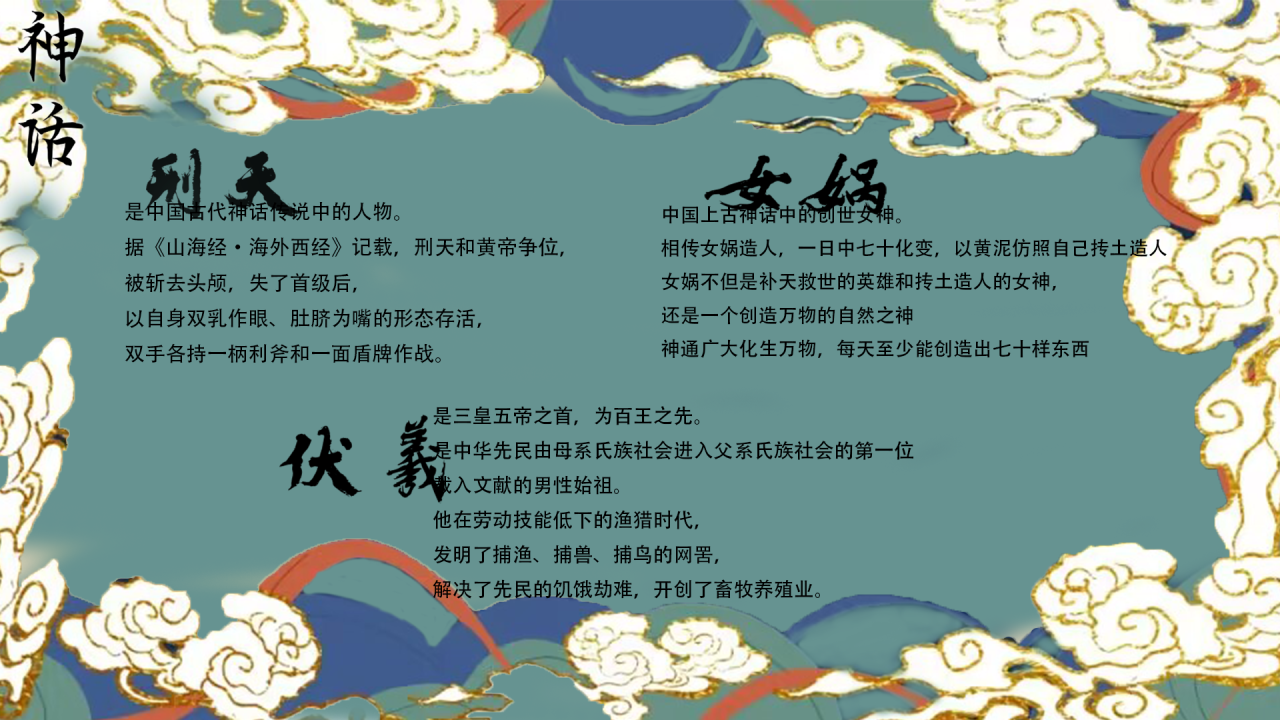 神话
刑天
是中国古代神话传说中的人物。
据《山海经·海外西经》记载，刑天和黄帝争位，
被斩去头颅，失了首级后，
以自身双乳作眼、肚脐为嘴的形态存活，
双手各持一柄利斧和一面盾牌作战。
女娲
中国上古神话中的创世女神。
相传女娲造人，一日中七十化变，以黄泥仿照自己抟土造人
女娲不但是补天救世的英雄和抟土造人的女神，
还是一个创造万物的自然之神
神通广大化生万物，每天至少能创造出七十样东西
伏羲
是三皇五帝之首，为百王之先。
是中华先民由母系氏族社会进入父系氏族社会的第一位
载入文献的男性始祖。
他在劳动技能低下的渔猎时代，
发明了捕渔、捕兽、捕鸟的网罟，
解决了先民的饥饿劫难，开创了畜牧养殖业。